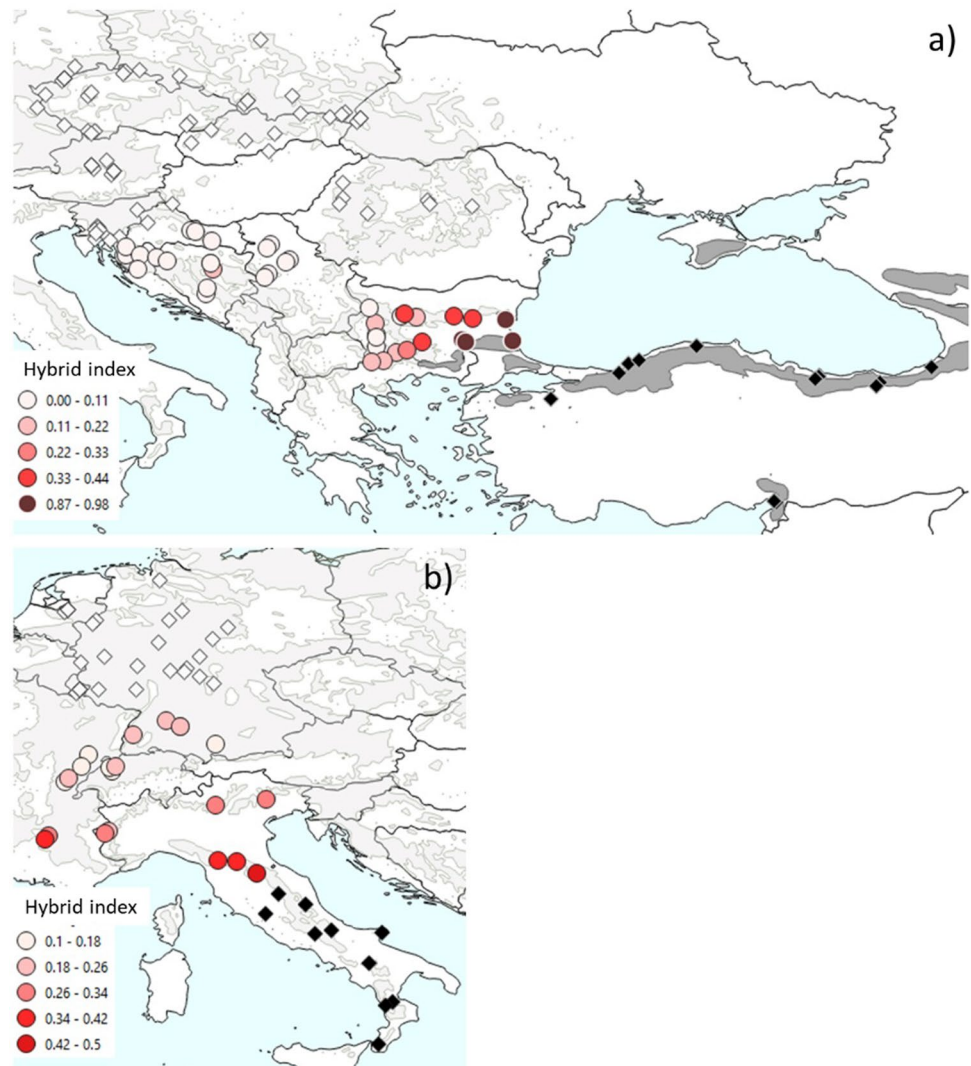 a)
Hybrid index
0.00 - 0.11
0.11 - 0.22
0.22 - 0.33
0.33 - 0.44
0.87 - 0.98
b)
Hybrid index
0.1 - 0.18
0.18 - 0.26
0.26 - 0.34
0.34 - 0.42
0.42 - 0.5